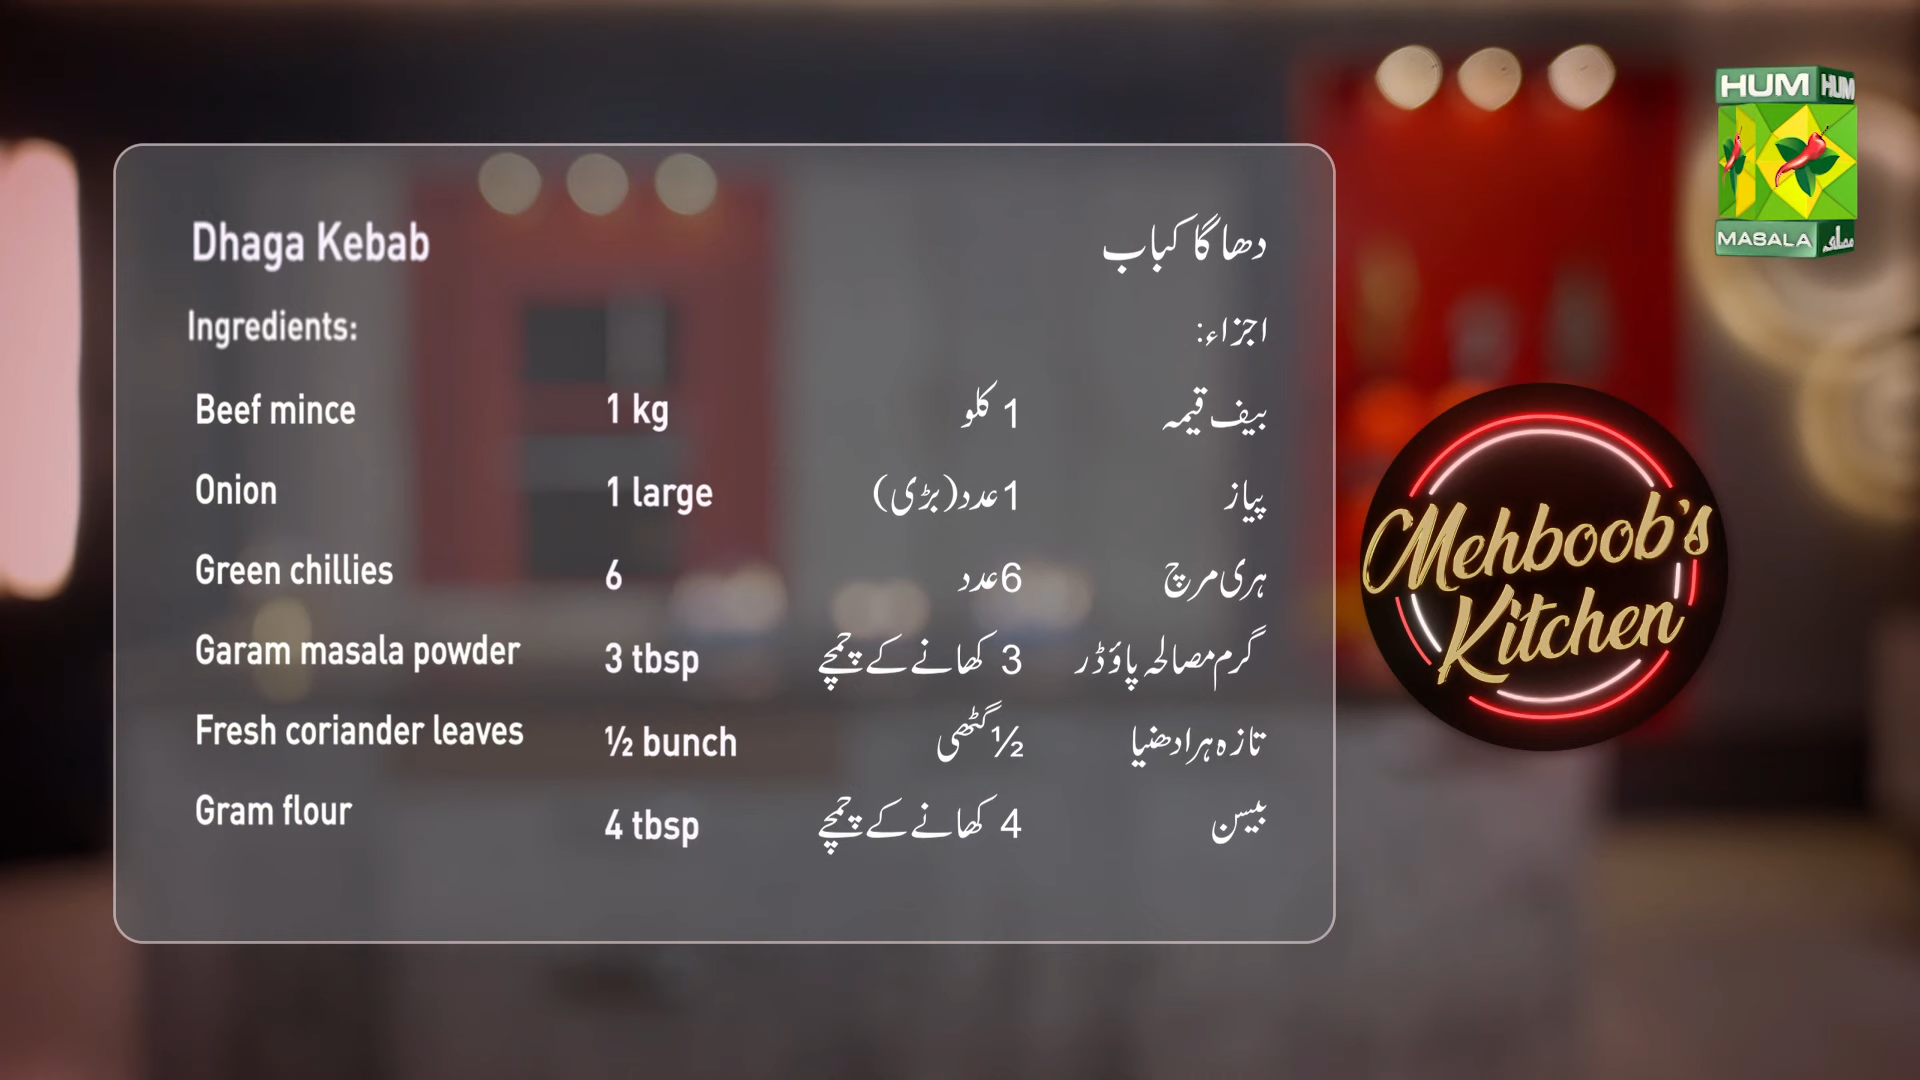 Dhaga Kebab دھاگا کباب
Ingredients: اجزاء:
Beef mince 1 kg 1 کلو بیف قیمہ
Onion 1 large 1 عدد (بڑی) پیاز
Green chillies 6 6 عدد ہری مرچ
Garam masala powder 3 tbsp 3 کھانے کے چمچے گرم مصالحہ پاؤڈر
Fresh coriander leaves ½ bunch ½ گٹھی تازہ ہرا دھنیا
Gram flour 4 tbsp 4 کھانے کے چمچے بیسن
HUM HUM
MASALA مصالحہ
Mehboob's
Kitchen